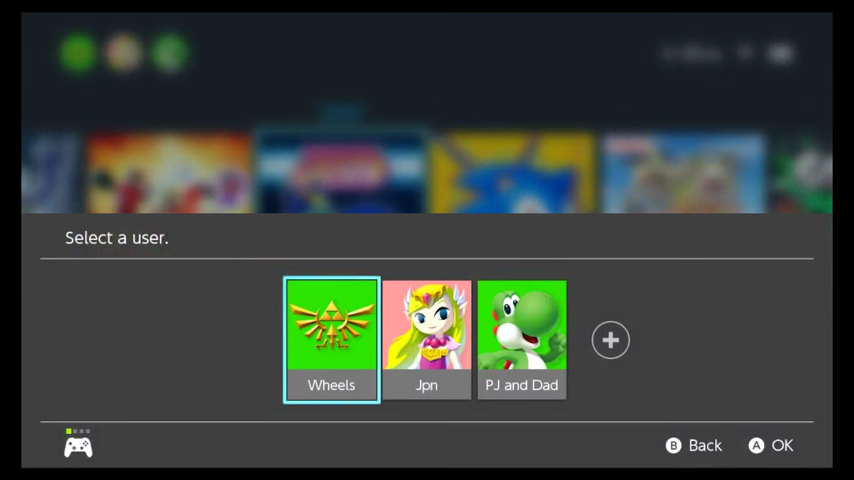 Select a user.
Wheels
Jpn
PJ and Dad
B Back
A OK